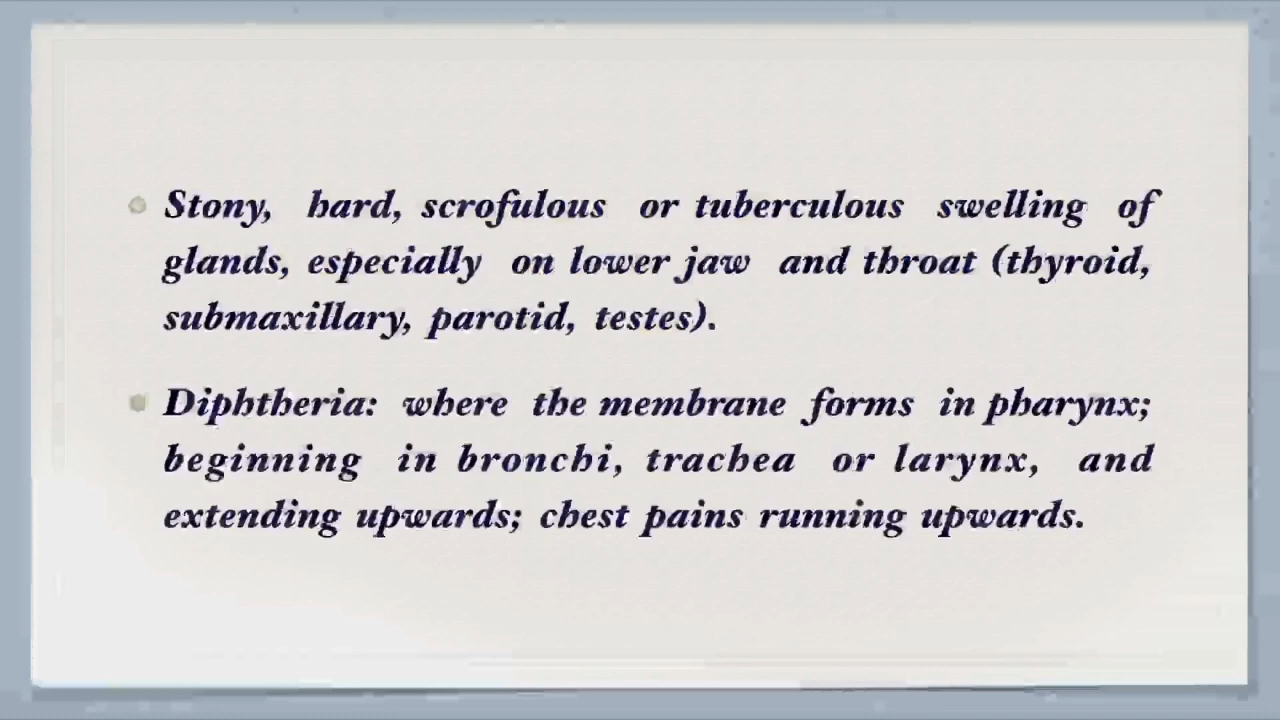 Stony, hard, scrofulous or tuberculous swelling of
glands, especially on lower jaw and throat (thyroid,
submaxillary, parotid, testes).
Diphtheria: where the membrane forms in pharynx;
beginning in bronchi, trachea or larynx, and
extending upwards; chest pains running upwards.